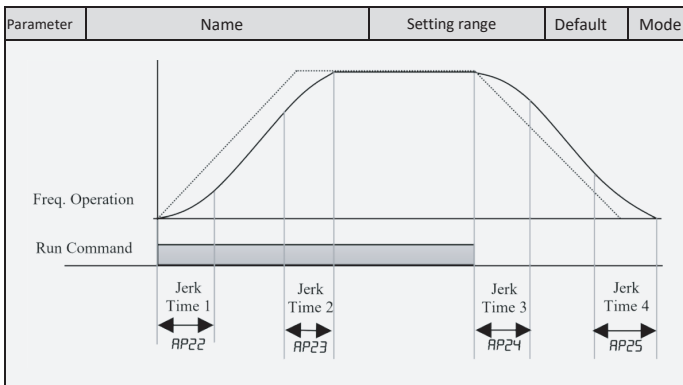 Parameter Name Setting range Default Mode
Freq. Operation
Run Command
Jerk Time 1
AP22
Jerk Time 2
AP23
Jerk Time 3
AP24
Jerk Time 4
AP25